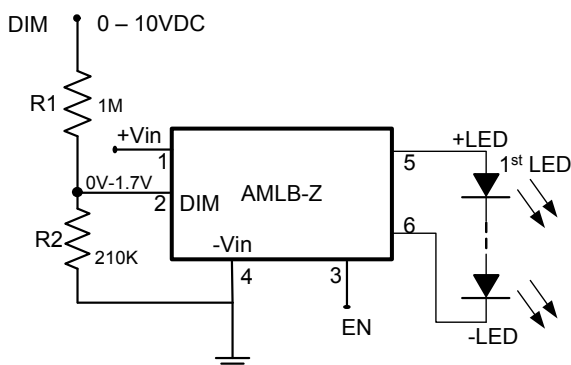 DIM 0 – 10VDC
R1 1M
+Vin
1
0V-1.7V
2 DIM
AMLB-Z
-Vin
R2 210K
4
3
EN
5
+LED
1st LED
6
-LED